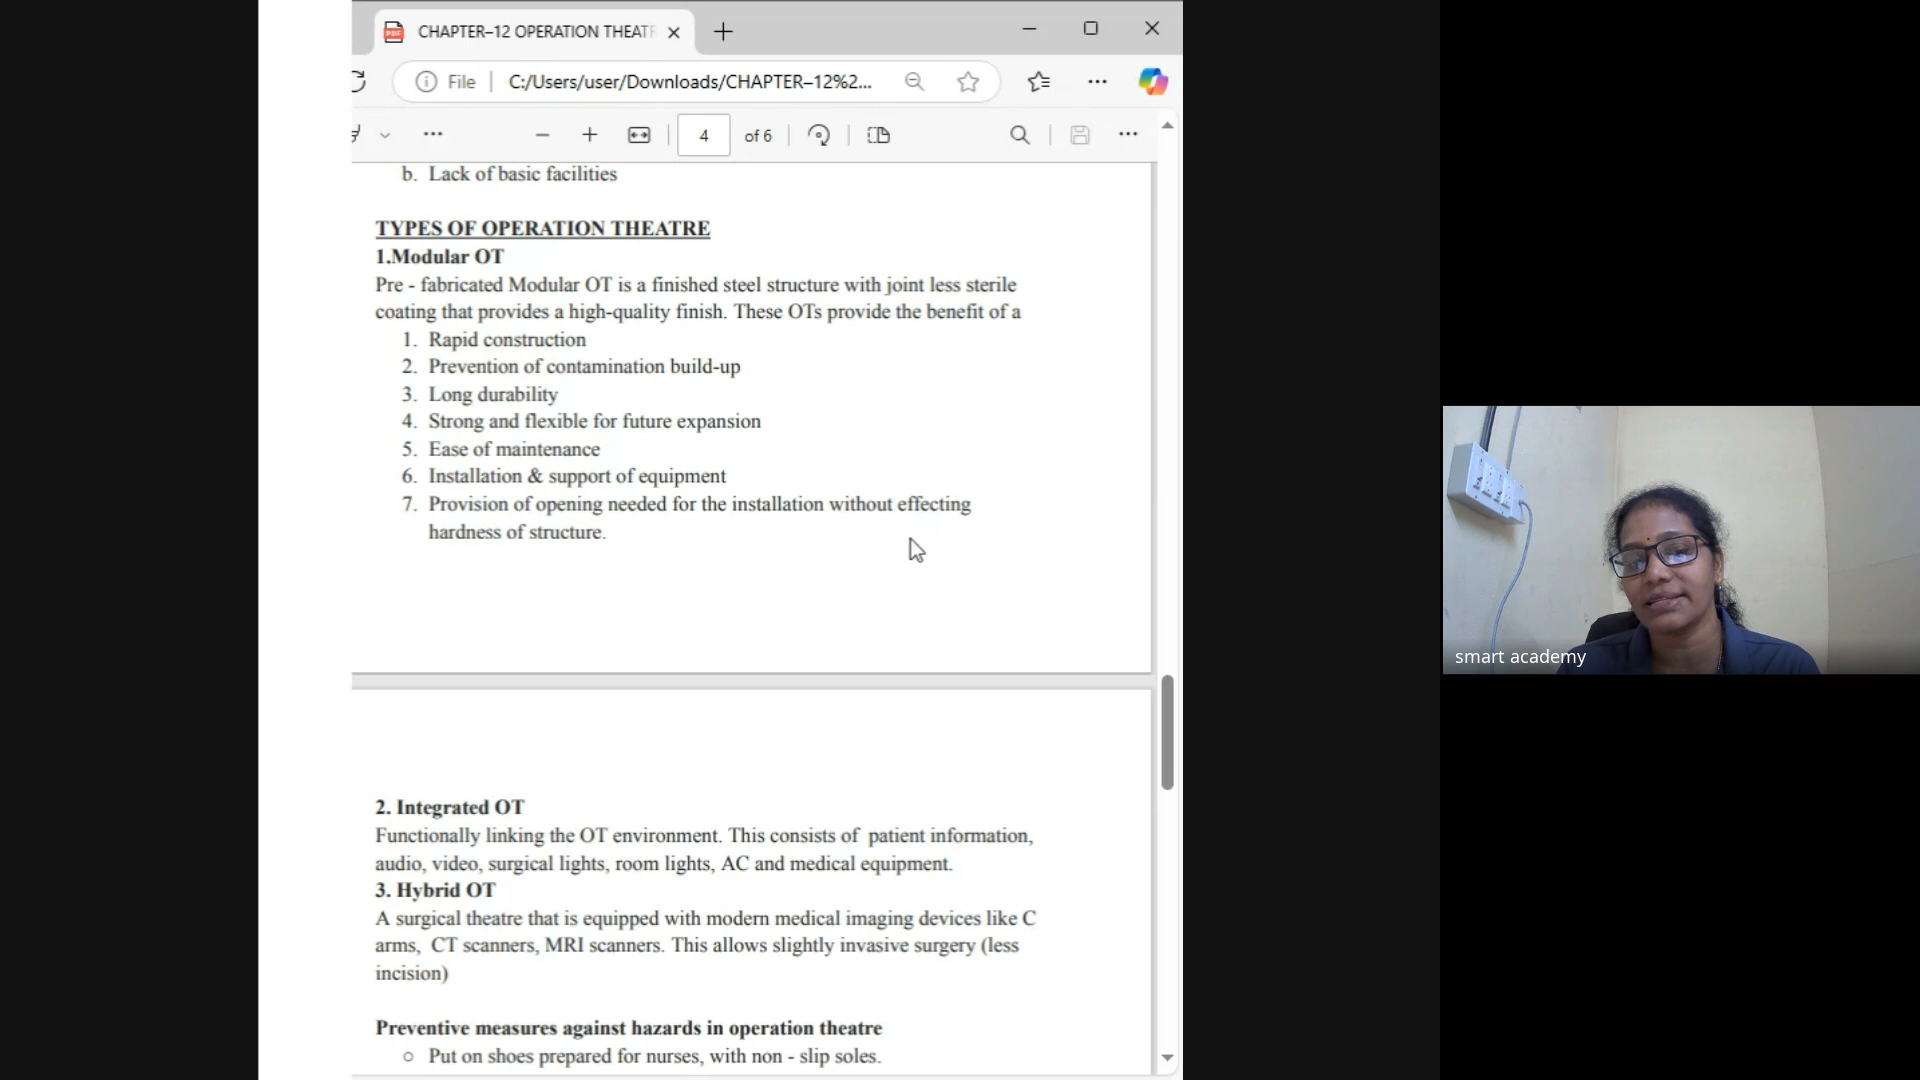 CHAPTER–12 OPERATION THEATR
File
C:/Users/user/Downloads/CHAPTER–12%2...
4 of 6
b. Lack of basic facilities
TYPES OF OPERATION THEATRE
1.Modular OT
Pre - fabricated Modular OT is a finished steel structure with joint less sterile
coating that provides a high-quality finish. These OTs provide the benefit of a
1. Rapid construction
2. Prevention of contamination build-up
3. Long durability
4. Strong and flexible for future expansion
5. Ease of maintenance
6. Installation & support of equipment
7. Provision of opening needed for the installation without effecting
hardness of structure.
2. Integrated OT
Functionally linking the OT environment. This consists of patient information,
audio, video, surgical lights, room lights, AC and medical equipment.
3. Hybrid OT
A surgical theatre that is equipped with modern medical imaging devices like C
arms, CT scanners, MRI scanners. This allows slightly invasive surgery (less
incision)
Preventive measures against hazards in operation theatre
○ Put on shoes prepared for nurses, with non - slip soles.
smart academy